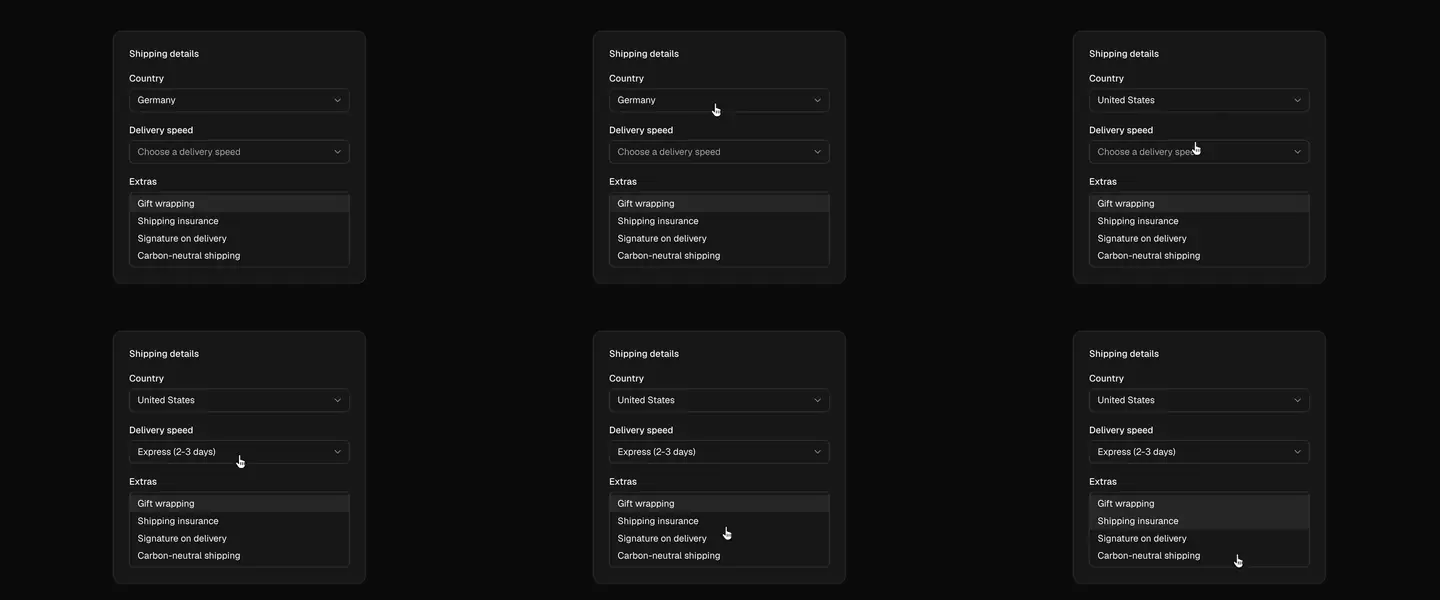 Shipping details
Country
Germany
Delivery speed
Choose a delivery speed
Extras
Gift wrapping
Shipping insurance
Signature on delivery
Carbon-neutral shipping
Shipping details
Country
Germany
Delivery speed
Choose a delivery speed
Extras
Gift wrapping
Shipping insurance
Signature on delivery
Carbon-neutral shipping
Shipping details
Country
United States
Delivery speed
Choose a delivery speed
Extras
Gift wrapping
Shipping insurance
Signature on delivery
Carbon-neutral shipping
Shipping details
Country
United States
Delivery speed
Express (2-3 days)
Extras
Gift wrapping
Shipping insurance
Signature on delivery
Carbon-neutral shipping
Shipping details
Country
United States
Delivery speed
Express (2-3 days)
Extras
Gift wrapping
Shipping insurance
Signature on delivery
Carbon-neutral shipping
Shipping details
Country
United States
Delivery speed
Express (2-3 days)
Extras
Gift wrapping
Shipping insurance
Signature on delivery
Carbon-neutral shipping